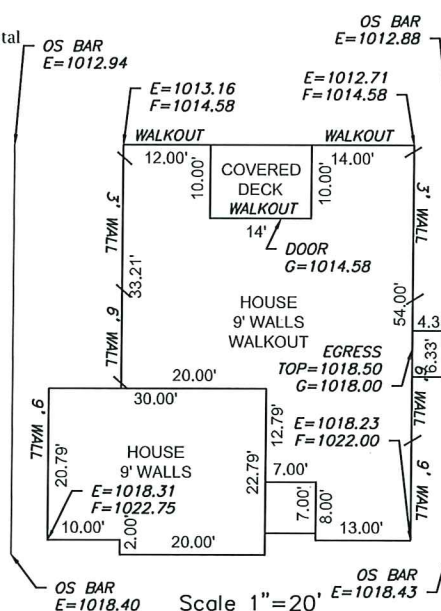 tal
OS BAR
E=1012.94
OS BAR
E=1012.88
E=1013.16
F=1014.58
E=1012.71
F=1014.58
WALKOUT
WALKOUT
12.00'
14.00'
10.00'
COVERED
DECK
WALKOUT
10.00'
14'
3' WALL
3' WALL
DOOR
G=1014.58
33.21'
54.00'
HOUSE
9' WALLS
WALKOUT
4.3
6' WALL
6.33'
EGRESS
TOP=1018.50
G=1018.00
6' WALL
20.00'
30.00'
9' WALL
12.79'
E=1018.23
F=1022.00
HOUSE
9' WALLS
20.79'
22.79'
7.00'
9' WALL
E=1018.31
F=1022.75
7.00'
8.00'
10.00'
2.00'
20.00'
13.00'
OS BAR
E=1018.40
Scale 1"=20'
OS BAR
E=1018.43